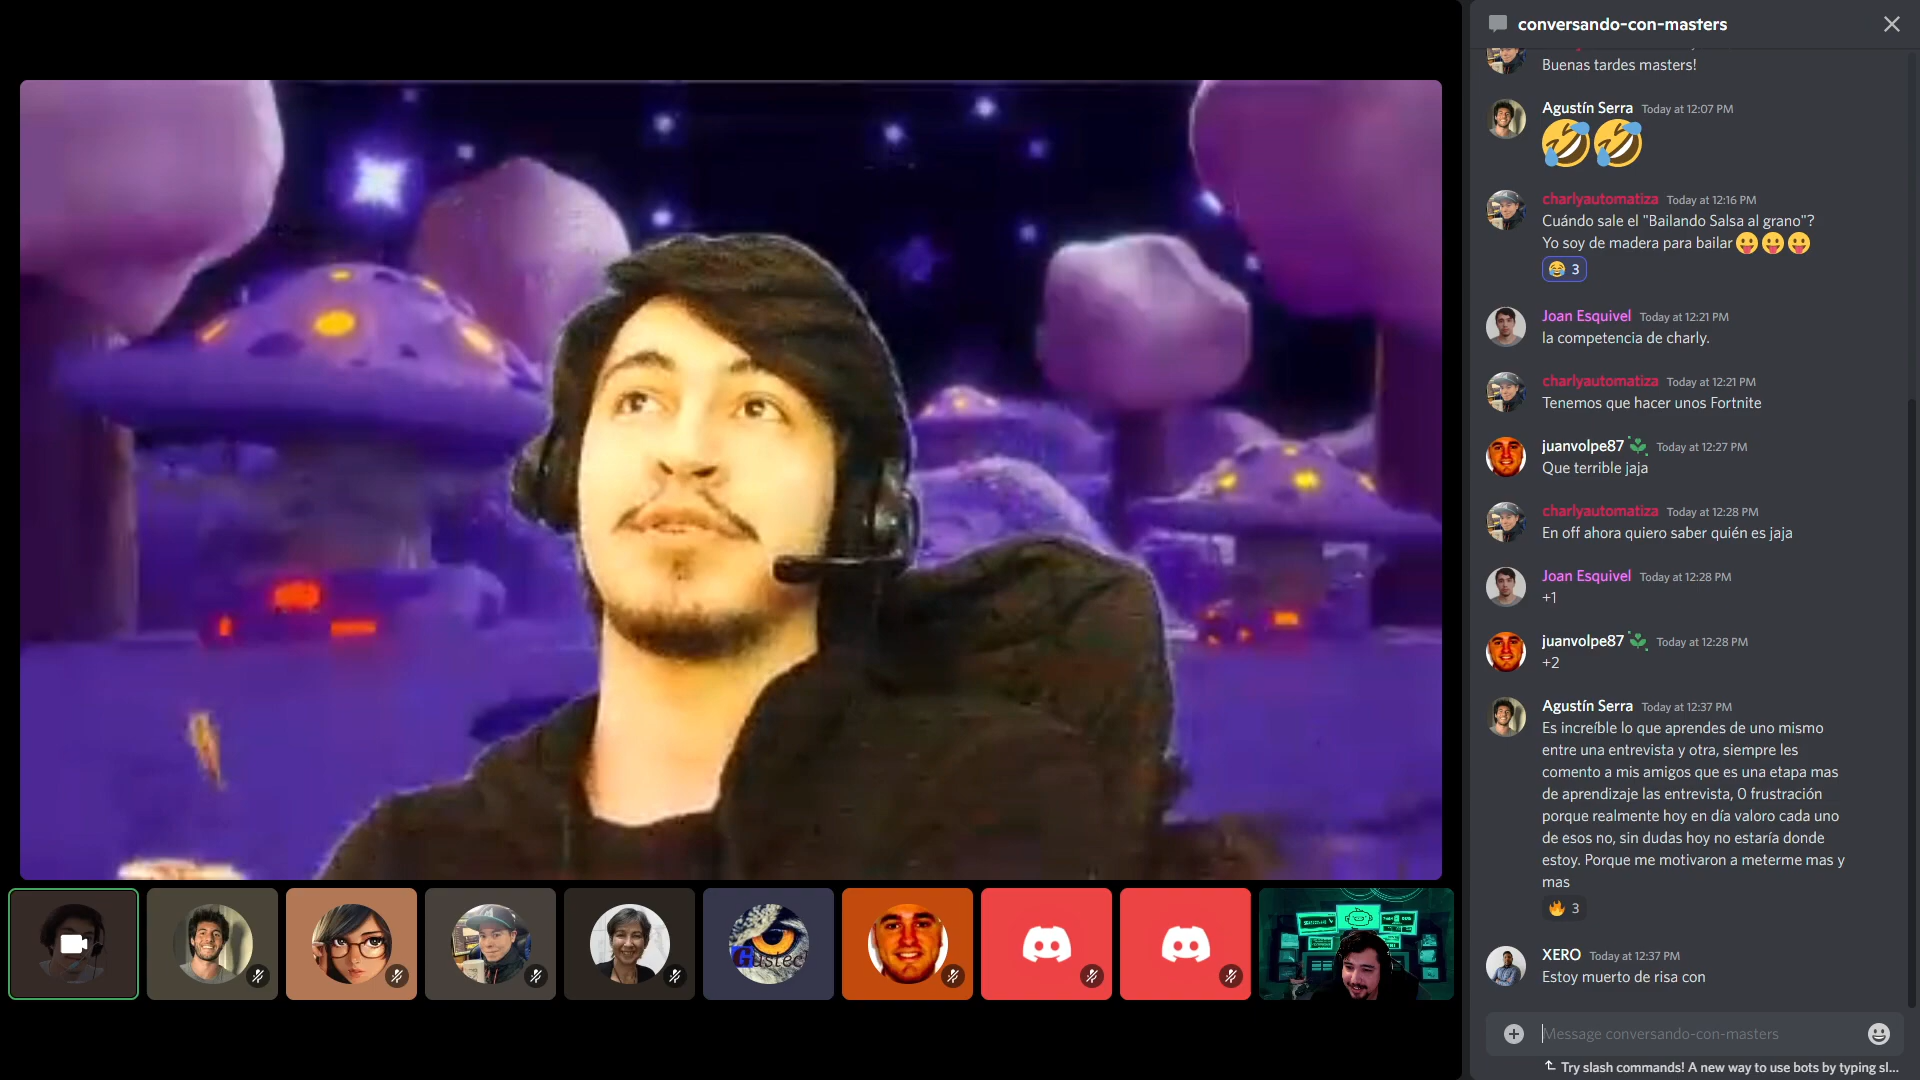 conversando-con-masters
Buenas tardes masters!
Agustín Serra Today at 12:07 PM
charlyautomatiza Today at 12:16 PM
Cuándo sale el "Bailando Salsa al grano"?
Yo soy de madera para bailar
3
Joan Esquivel Today at 12:21 PM
la competencia de charly.
charlyautomatiza Today at 12:21 PM
Tenemos que hacer unos Fortnite
juanvolpe87 Today at 12:27 PM
Que terrible jaja
charlyautomatiza Today at 12:28 PM
En off ahora quiero saber quién es jaja
Joan Esquivel Today at 12:28 PM
+1
juanvolpe87 Today at 12:28 PM
+2
Agustín Serra Today at 12:37 PM
Es increíble lo que aprendes de uno mismo
entre una entrevista y otra, siempre les
comento a mis amigos que es una etapa mas
de aprendizaje las entrevista, 0 frustración
porque realmente hoy en día valoro cada uno
de esos no, sin dudas hoy no estaría donde
estoy. Porque me motivaron a meterme mas y
mas
3
XERO Today at 12:37 PM
Estoy muerto de risa con
Message conversando-con-masters
Try slash commands! A new way to use bots by typing sl...